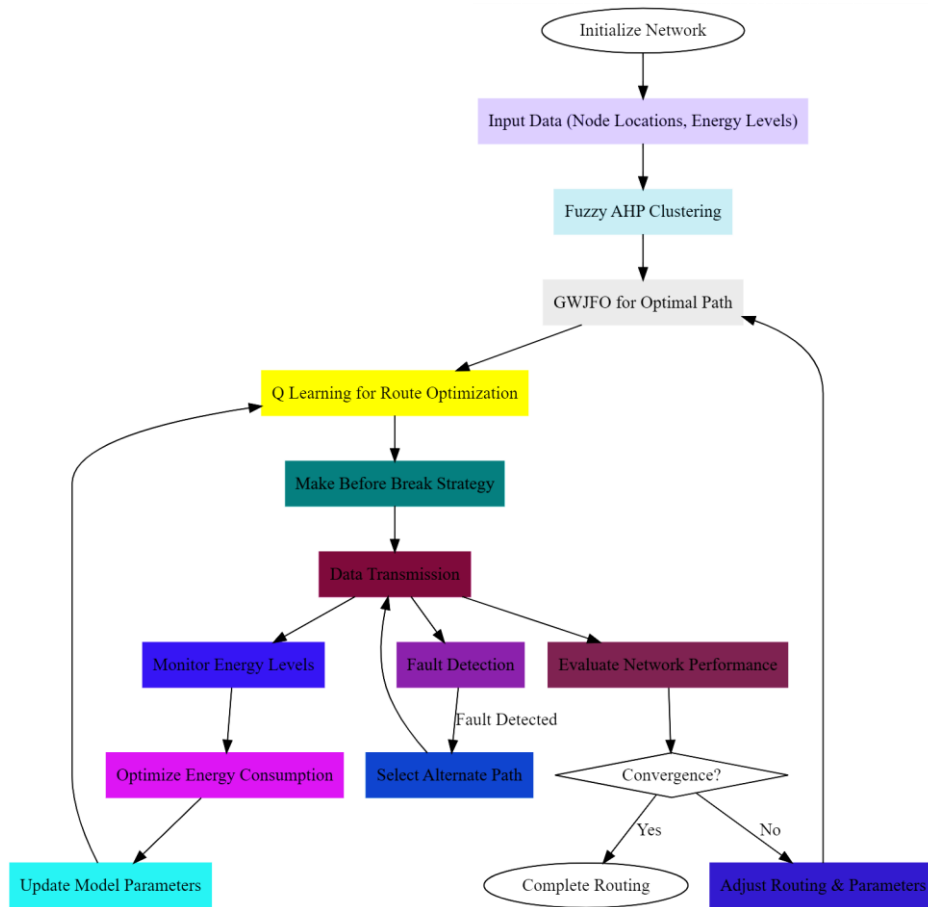 Initialize Network
Input Data (Node Locations, Energy Levels)
Fuzzy AHP Clustering
GWJFO for Optimal Path
Q Learning for Route Optimization
Make Before Break Strategy
Data Transmission
Monitor Energy Levels
Fault Detection
Evaluate Network Performance
Fault Detected
Optimize Energy Consumption
Select Alternate Path
Convergence?
Yes
No
Update Model Parameters
Complete Routing
Adjust Routing & Parameters